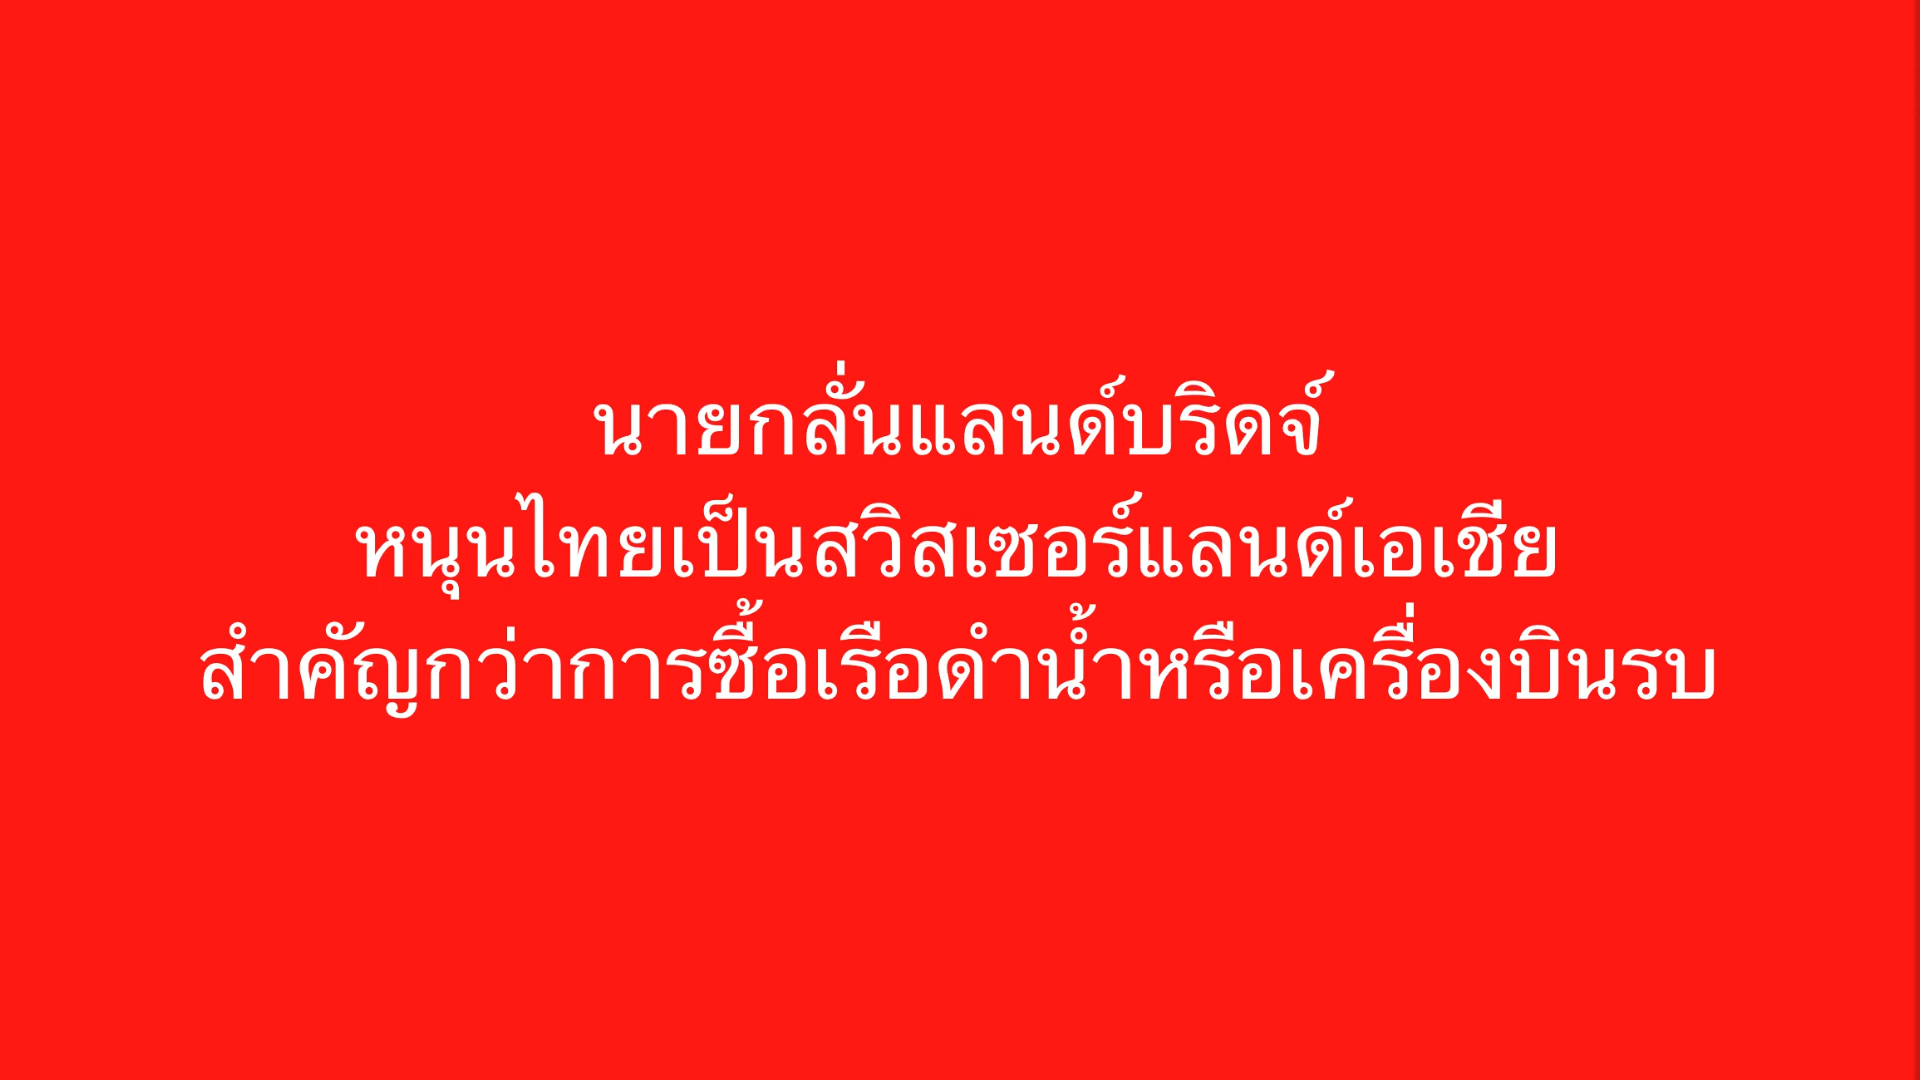 นายกลั่นแลนด์บริดจ์
หนุนไทยเป็นสวิสเซอร์แลนด์เอเชีย
สำคัญกว่าการซื้อเรือดำน้ำหรือเครื่องบินรบ